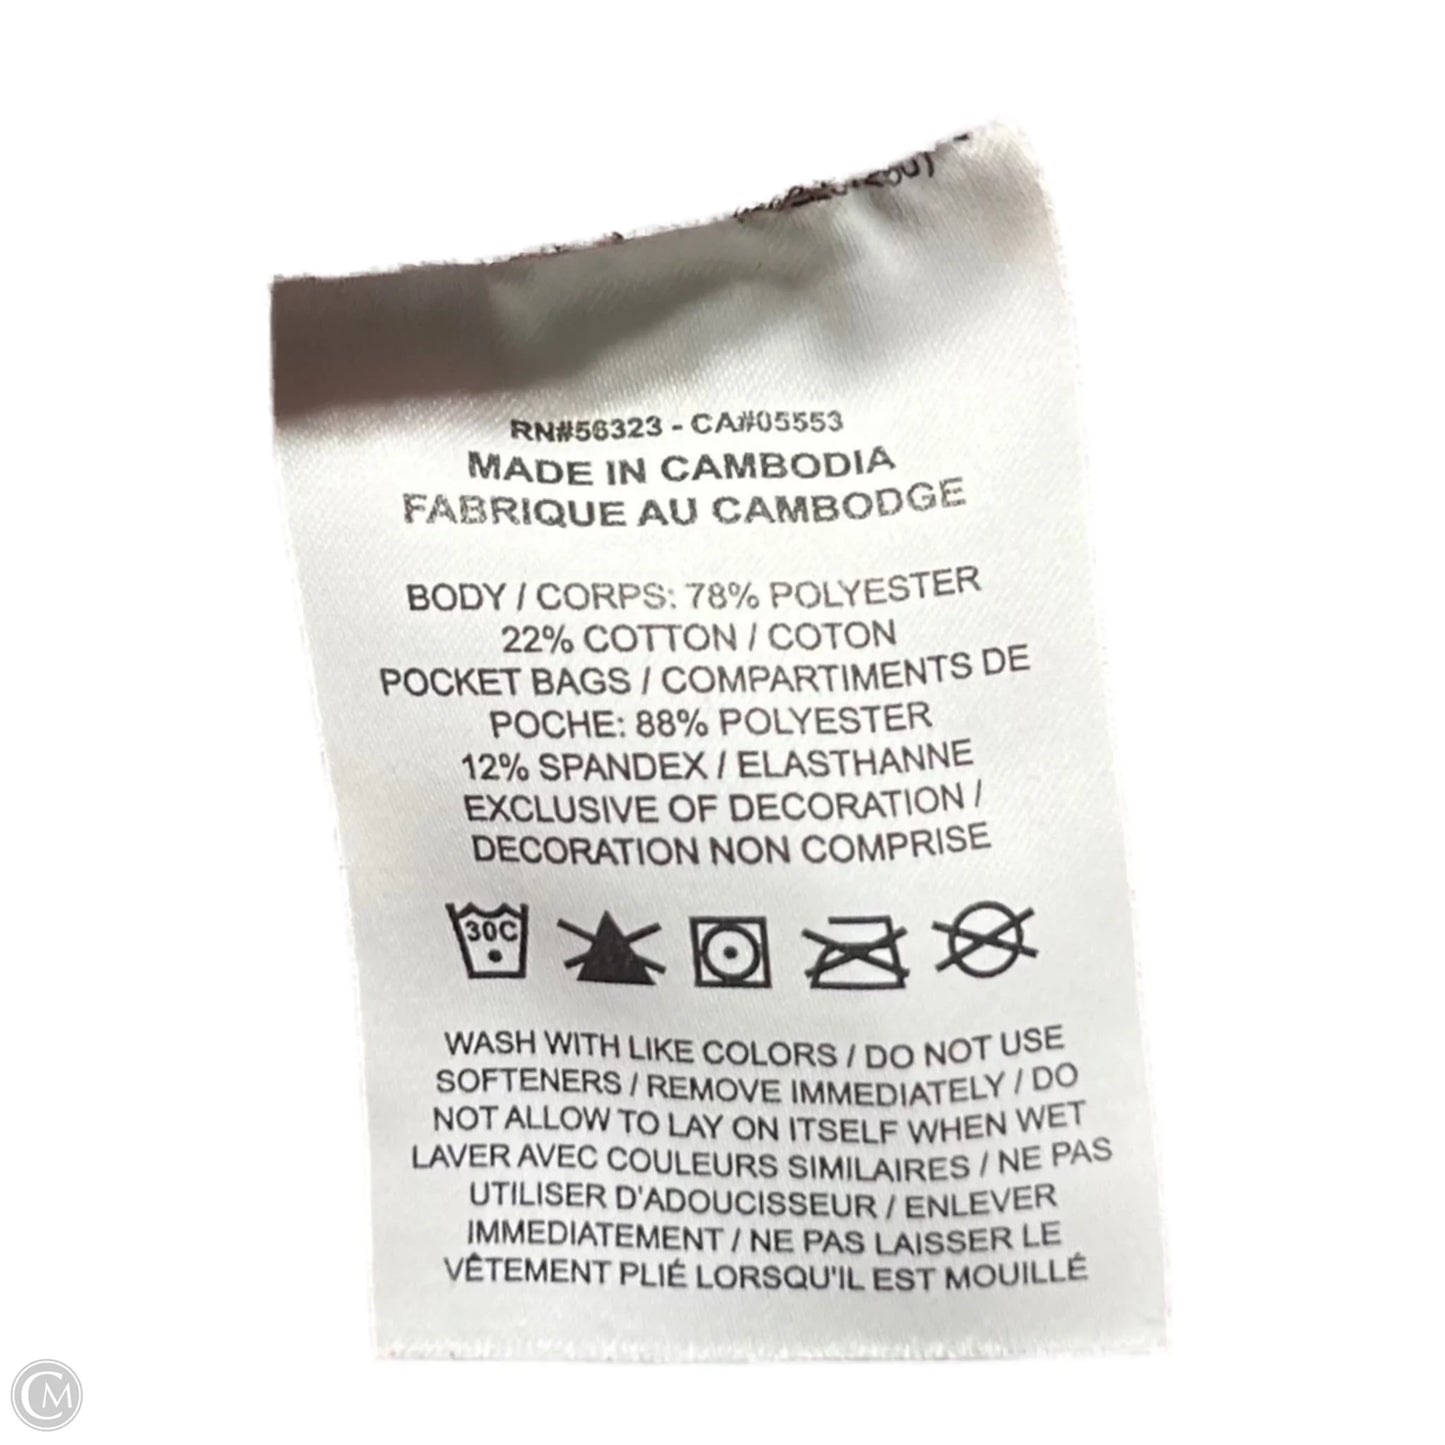 RN#56323 - CA#05553
MADE IN CAMBODIA
FABRIQUE AU CAMBODGE
BODY / CORPS: 78% POLYESTER
22% COTTON / COTON
POCKET BAGS / COMPARTIMENTS DE
POCHE: 88% POLYESTER
12% SPANDEX / ELASTHANNE
EXCLUSIVE OF DECORATION /
DECORATION NON COMPRISE
30C
WASH WITH LIKE COLORS / DO NOT USE
SOFTENERS / REMOVE IMMEDIATELY / DO
NOT ALLOW TO LAY ON ITSELF WHEN WET
LAVER AVEC COULEURS SIMILAIRES / NE PAS
UTILISER D'ADOUCISSEUR / ENLEVER
IMMEDIATEMENT / NE PAS LAISSER LE
VÊTEMENT PLIÉ LORSQU'IL EST MOUILLÉ
CM